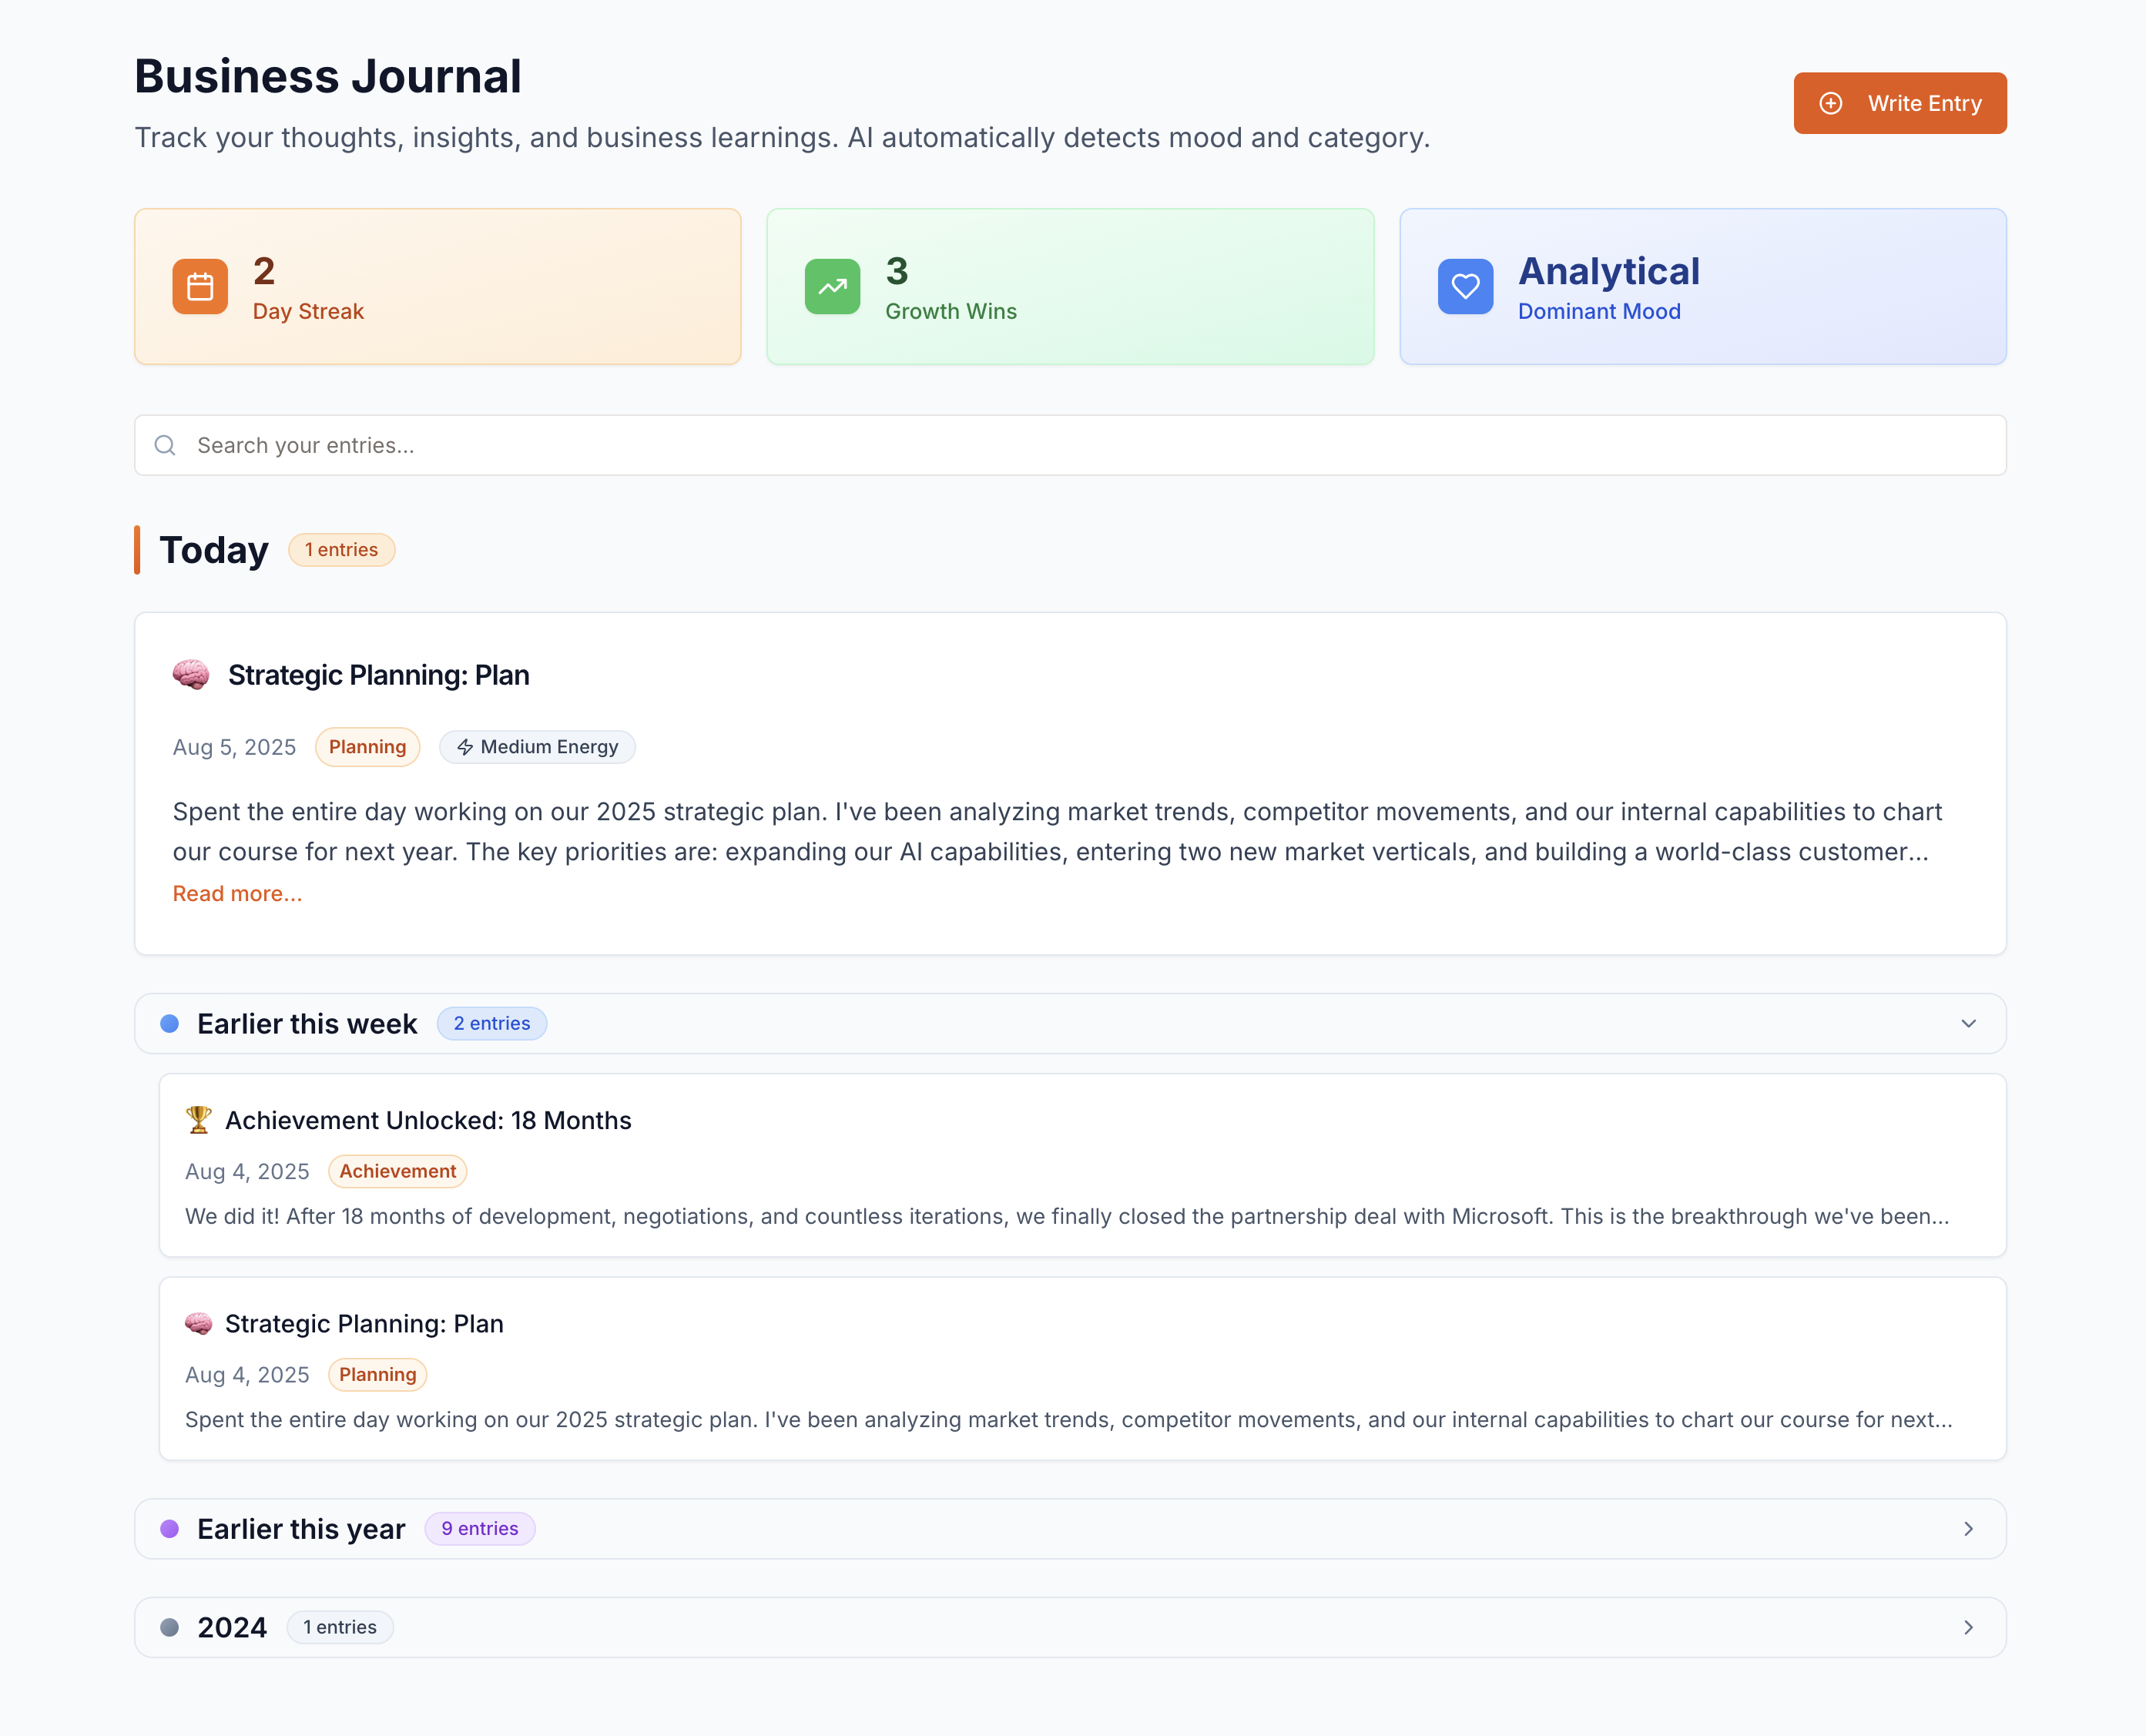 Business Journal
Track your thoughts, insights, and business learnings. AI automatically detects mood and category.
Write Entry
2
Day Streak
3
Growth Wins
Analytical
Dominant Mood
Search your entries...
Today
1 entries
Strategic Planning: Plan
Aug 5, 2025
Planning
Medium Energy
Spent the entire day working on our 2025 strategic plan. I've been analyzing market trends, competitor movements, and our internal capabilities to chart
our course for next year. The key priorities are: expanding our AI capabilities, entering two new market verticals, and building a world-class customer...
Read more...
Earlier this week
2 entries
Achievement Unlocked: 18 Months
Aug 4, 2025
Achievement
We did it! After 18 months of development, negotiations, and countless iterations, we finally closed the partnership deal with Microsoft. This is the breakthrough we've been...
Strategic Planning: Plan
Aug 4, 2025
Planning
Spent the entire day working on our 2025 strategic plan. I've been analyzing market trends, competitor movements, and our internal capabilities to chart our course for next...
Earlier this year
9 entries
2024
1 entries